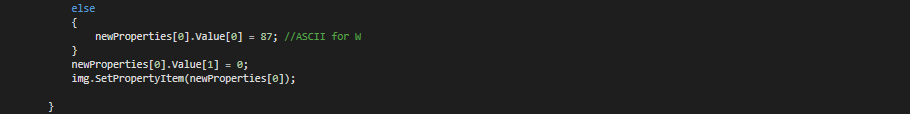 else
{
newProperties[0].Value[0] = 87; //ASCII for W
}
newProperties[0].Value[1] = 0;
img.SetPropertyItem(newProperties[0]);
}